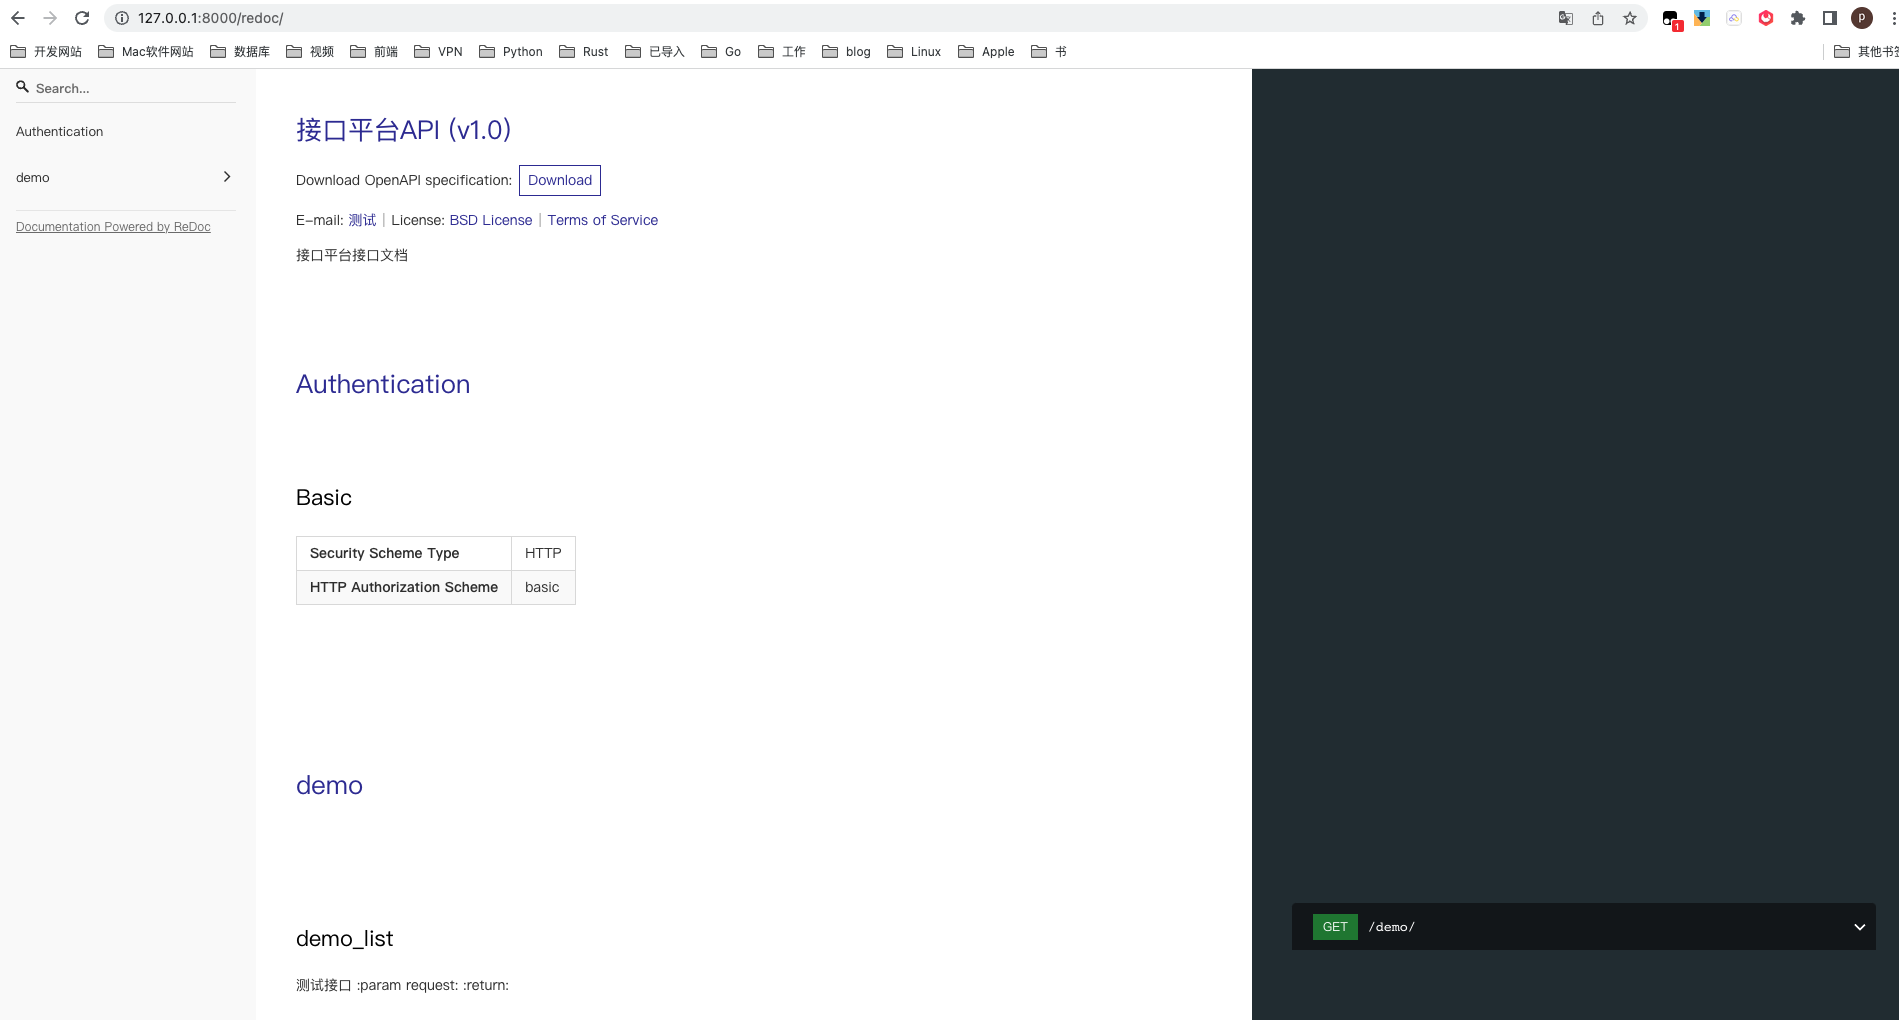 127.0.0.1:8000/redoc/
1
p
开发网站 Mac软件网站 数据库 视频 前端 VPN Python Rust 已导入 Go 工作 blog Linux Apple 书 其他书签
Search...
Authentication
demo
Documentation Powered by ReDoc
接口平台API (v1.0)
Download OpenAPI specification: Download
E-mail: 测试 | License: BSD License | Terms of Service
接口平台接口文档
Authentication
Basic
Security Scheme Type HTTP
HTTP Authorization Scheme basic
demo
demo_list
GET /demo/
测试接口 :param request: :return: